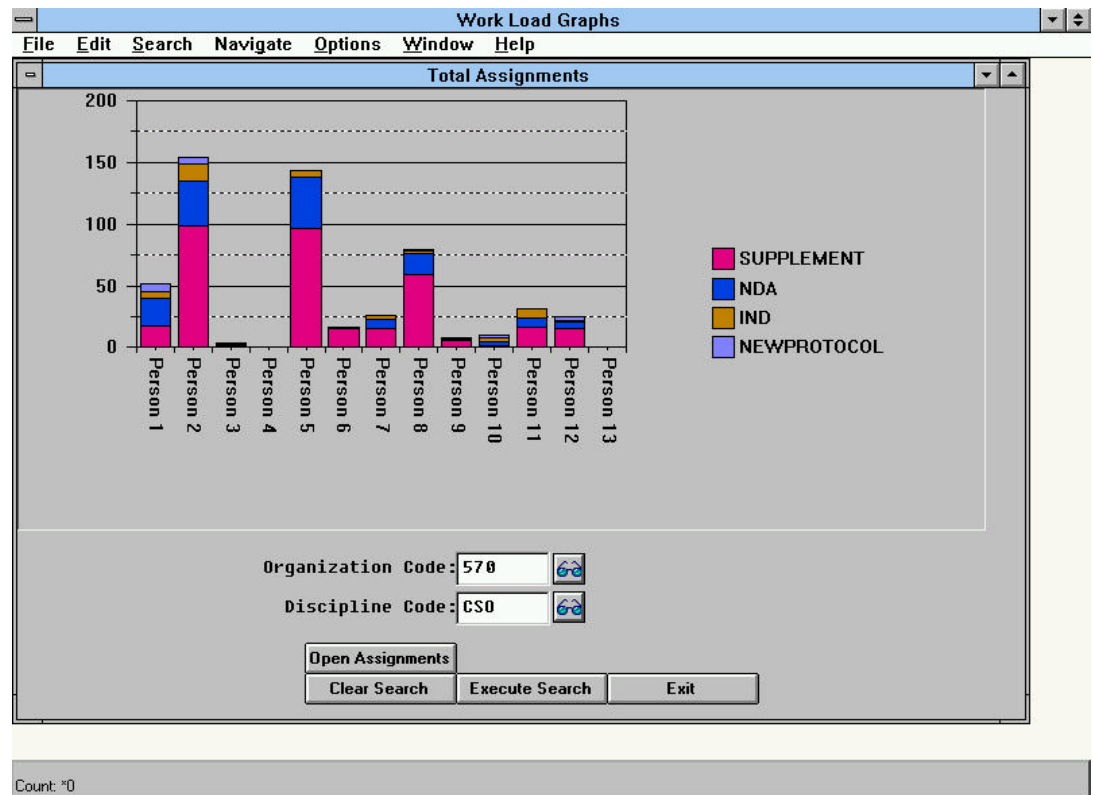 Work Load Graphs
File Edit Search Navigate Options Window Help
Total Assignments
200
150
100
50
0
Person 1
Person 2
Person 3
Person 4
Person 5
Person 6
Person 7
Person 8
Person 9
Person 10
Person 11
Person 12
Person 13
SUPPLEMENT
NDA
IND
NEWPROTOCOL
Organization Code: 570
Discipline Code: CSO
Open Assignments
Clear Search Execute Search Exit
Count: *0